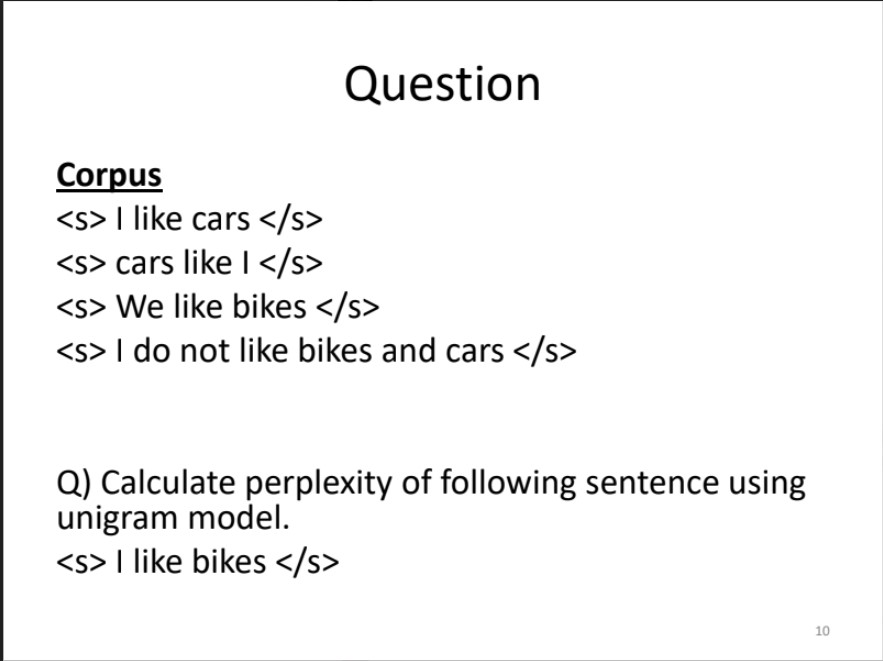 Question
Corpus
<s> I like cars </s>
<s> cars like I </s>
<s> We like bikes </s>
<s> I do not like bikes and cars </s>
Q) Calculate perplexity of following sentence using
unigram model.
<s> I like bikes </s>
10